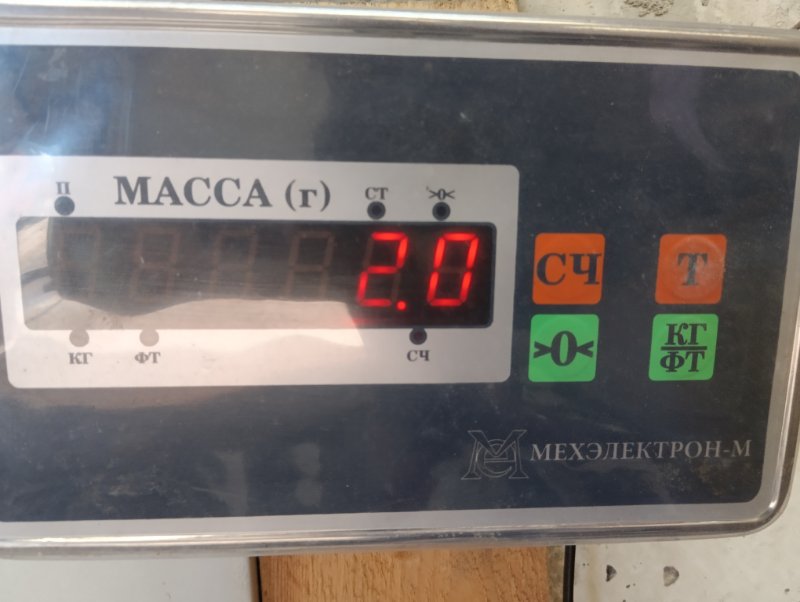 П МАССА (г) СТ >0<
2.0
КГ ФТ СЧ
СЧ Т
>0< КГ/ФТ
МЕХЭЛЕКТРОН-М